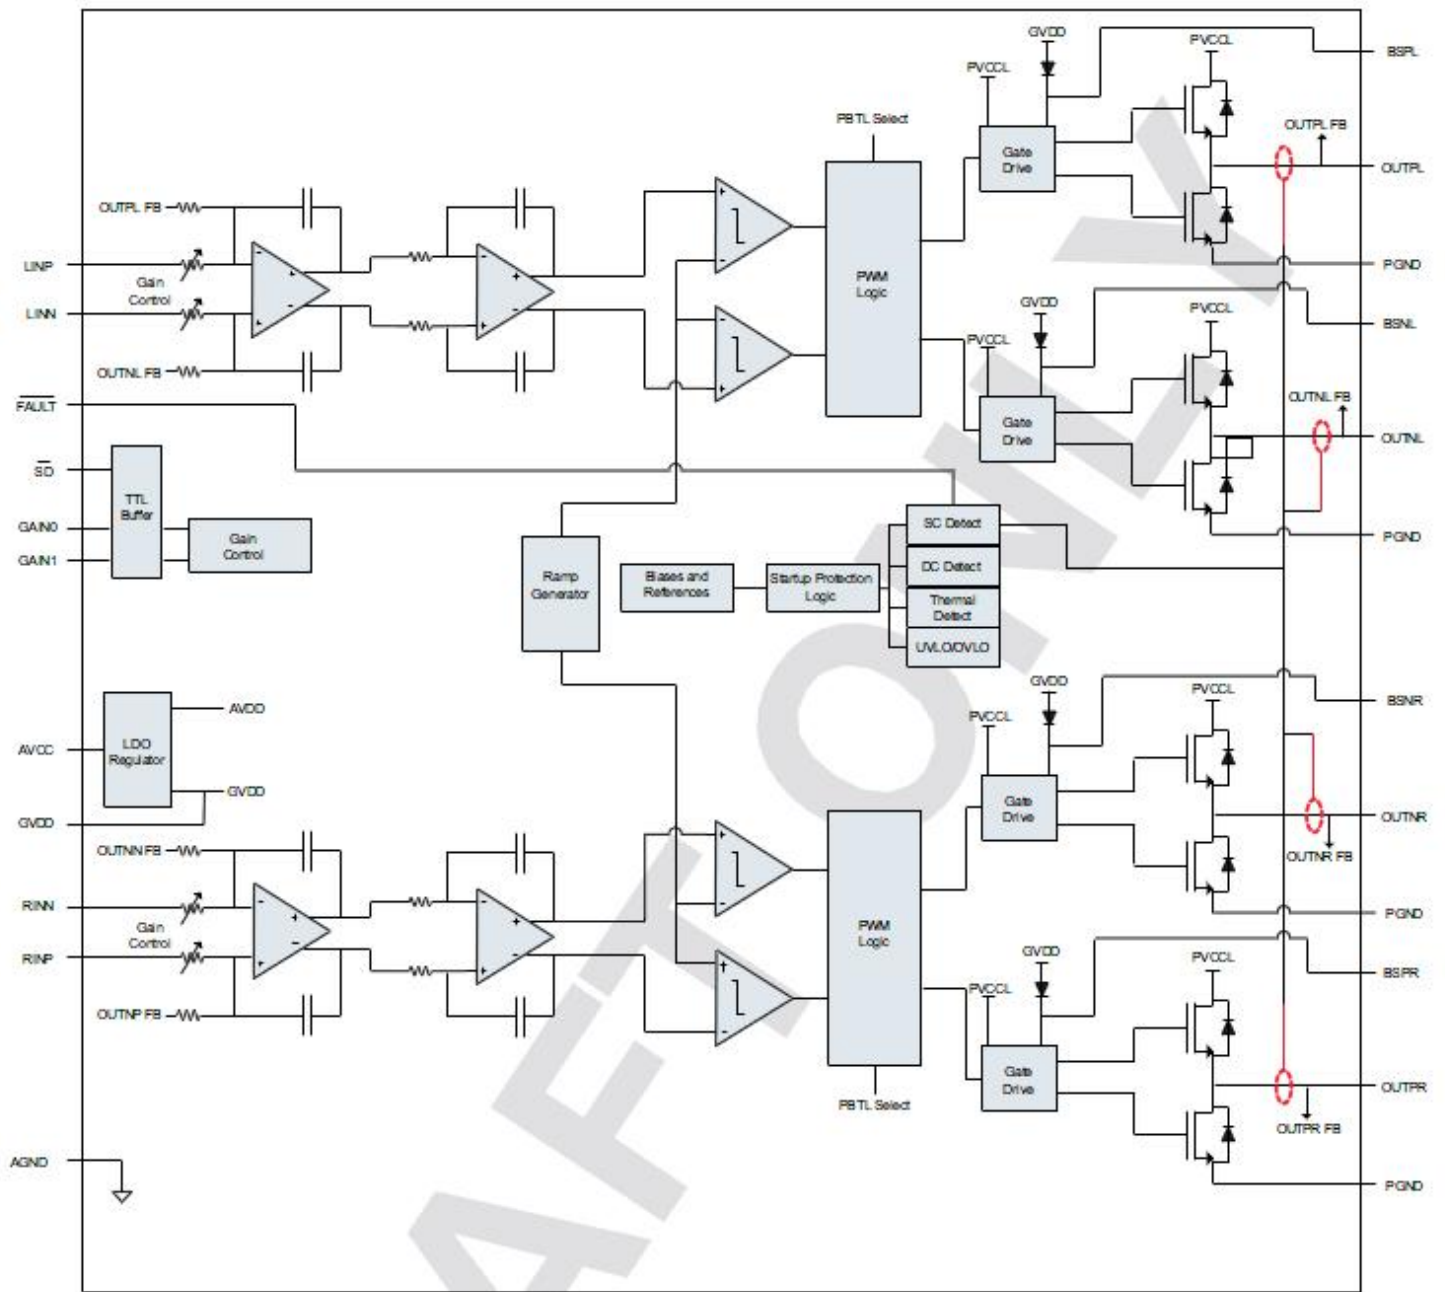 GVDD
PVCCL
BSPL
PVCCL
PBTL Select
OUTPL FB
Gate
Drive
OUTPL
OUTPL FB
LINP
Gain
Control
LINN
PWM
Logic
PGND
GVDD
PVCCL
BSNL
PVCCL
OUTNL FB
OUTNL FB
FAULT
Gate
Drive
OUTNL
SD
TTL
Buffer
GAIN0
GAIN1
Gain
Control
SC Detect
PGND
Ramp
Generator
Biases and
References
Startup Protection
Logic
DC Detect
Thermal
Detect
UVLO/OVLO
GVDD
PVCCL
BSNR
AVDD
PVCCL
AVCC
LDO
Regulator
GVDD
GVDD
Gate
Drive
OUTNR
OUTNN FB
OUTNR FB
RINN
Gain
Control
RINP
PWM
Logic
PGND
GVDD
PVCCL
BSPR
PVCCL
OUTNP FB
Gate
Drive
OUTPR
PBTL Select
OUTPR FB
AGND
PGND
AFT ONLY